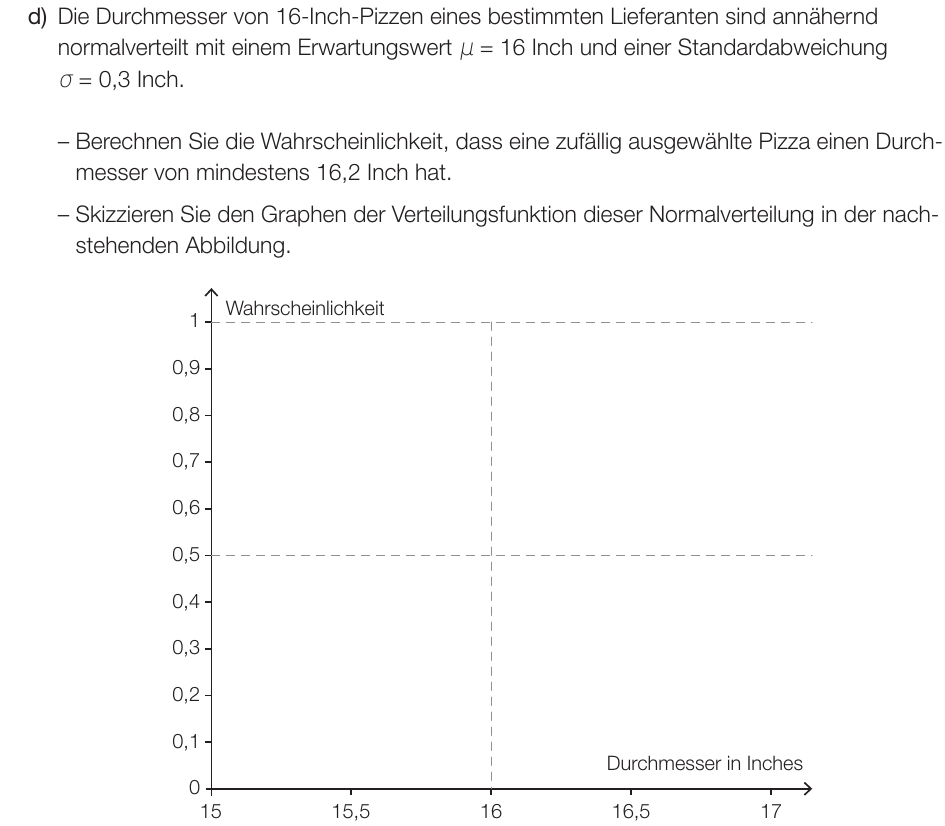 d) Die Durchmesser von 16-Inch-Pizzen eines bestimmten Lieferanten sind annähernd
normalverteilt mit einem Erwartungswert μ = 16 Inch und einer Standardabweichung
σ = 0,3 Inch.
– Berechnen Sie die Wahrscheinlichkeit, dass eine zufällig ausgewählte Pizza einen Durch-
messer von mindestens 16,2 Inch hat.
– Skizzieren Sie den Graphen der Verteilungsfunktion dieser Normalverteilung in der nach-
stehenden Abbildung.
Wahrscheinlichkeit
1
0,9
0,8
0,7
0,6
0,5
0,4
0,3
0,2
0,1
0
Durchmesser in Inches
15 15,5 16 16,5 17